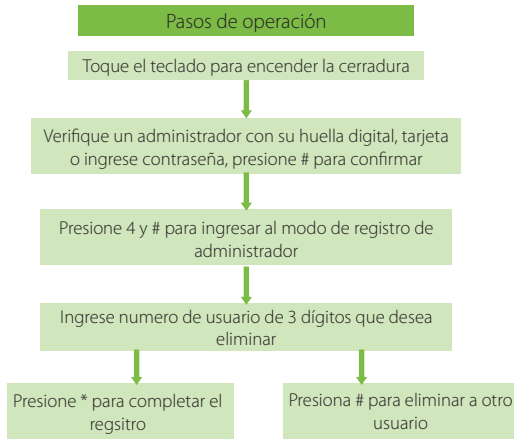 Pasos de operación
Toque el teclado para encender la cerradura
Verifique un administrador con su huella digital, tarjeta
o ingrese contraseña, presione # para confirmar
Presione 4 y # para ingresar al modo de registro de
administrador
Ingrese numero de usuario de 3 dígitos que desea
eliminar
Presione * para completar el
regsitro
Presiona # para eliminar a otro
usuario